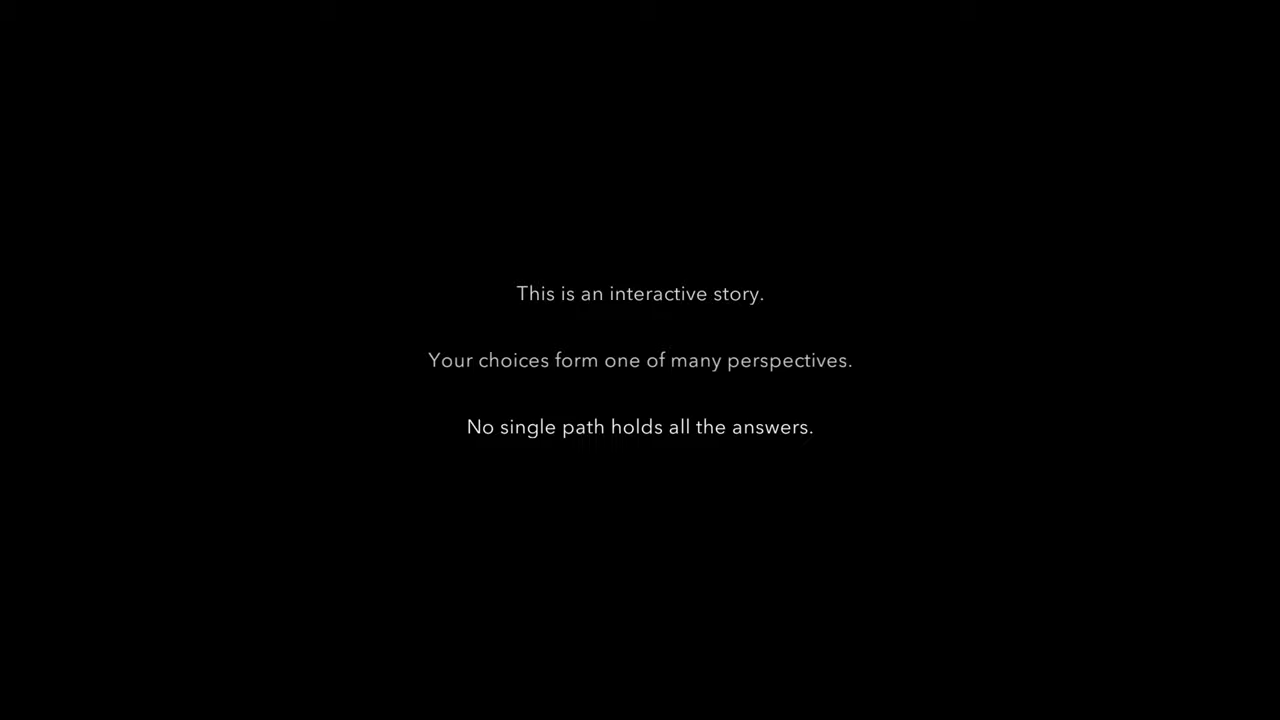 This is an interactive story.
Your choices form one of many perspectives.
No single path holds all the answers.